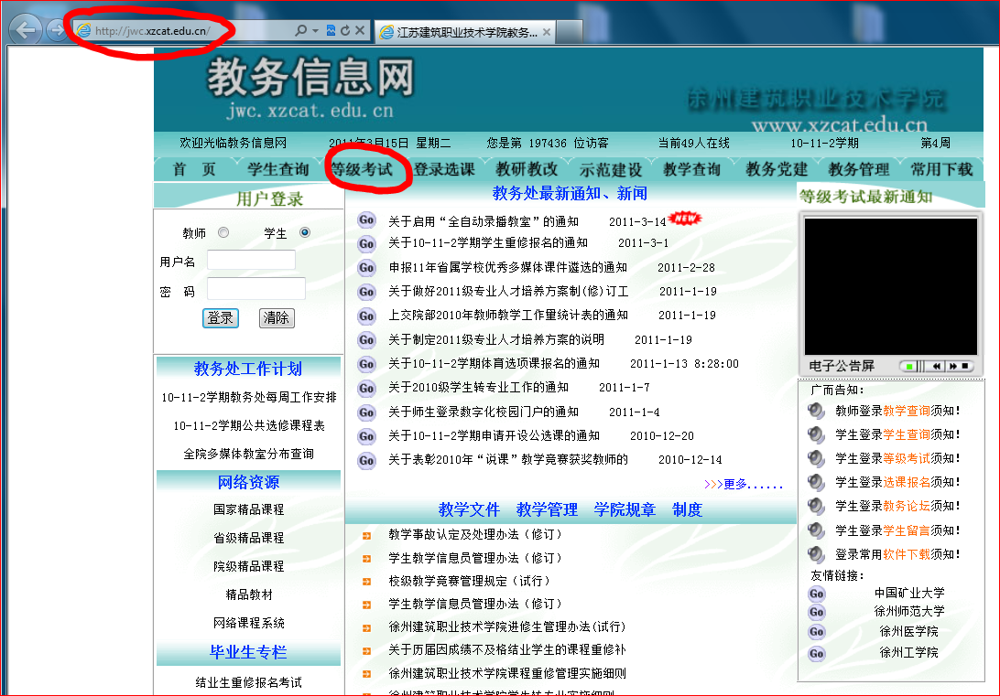 http://jwc.xzcat.edu.cn/
江苏建筑职业技术学院教务...
教务信息网
jwc.xzcat.edu.cn
徐州建筑职业技术学院
www.xzcat.edu.cn
欢迎光临教务信息网 2011年3月15日 星期二 您是第 197436 位访客 当前49人在线 10-11-2学期 第4周
首 页 学生查询 等级考试 登录选课 教研教改 示范建设 教学查询 教务党建 教务管理 常用下载
用户登录
教师 学生
用户名
密 码
登录 清除
教务处工作计划
10-11-2学期教务处每周工作安排
10-11-2学期公共选修课程表
全院多媒体教室分布查询
网络资源
国家精品课程
省级精品课程
院级精品课程
精品教材
网络课程系统
毕业生专栏
结业生重修报名考试
教务处最新通知、新闻
Go 关于启用“全自动录播教室”的通知 2011-3-14 NEW
Go 关于10-11-2学期学生重修报名的通知 2011-3-1
Go 申报11年省属学校优秀多媒体课件遴选的通知 2011-2-28
Go 关于做好2011级专业人才培养方案制(修)订工 2011-1-19
Go 上交院部2010年教师教学工作量统计表的通知 2011-1-19
Go 关于制定2011级专业人才培养方案的说明 2011-1-19
Go 关于10-11-2学期体育选项课报名的通知 2011-1-13 8:28:00
Go 关于2010级学生转专业工作的通知 2011-1-7
Go 关于师生登录数字化校园门户的通知 2011-1-4
Go 关于10-11-2学期申请开设公选课的通知 2010-12-20
Go 关于表彰2010年“说课”教学竞赛获奖教师的 2010-12-14
>>>更多......
教学文件 教学管理 学院规章 制度
教学事故认定及处理办法（修订）
学生教学信息员管理办法（修订）
校级教学竞赛管理规定（试行）
学生教学信息员管理办法（修订）
徐州建筑职业技术学院进修生管理办法(试行)
关于历届因成绩不及格结业学生的课程重修补
徐州建筑职业技术学院课程重修管理实施细则
徐州建筑职业技术学院学生转专业实施细则
等级考试最新通知
电子公告屏
广而告知：
教师登录教学查询须知!
学生登录学生查询须知!
学生登录等级考试须知!
学生登录选课报名须知!
学生登录教务论坛须知!
学生登录学生留言须知!
登录常用软件下载须知!
友情链接：
Go 中国矿业大学
Go 徐州师范大学
Go 徐州医学院
Go 徐州工学院